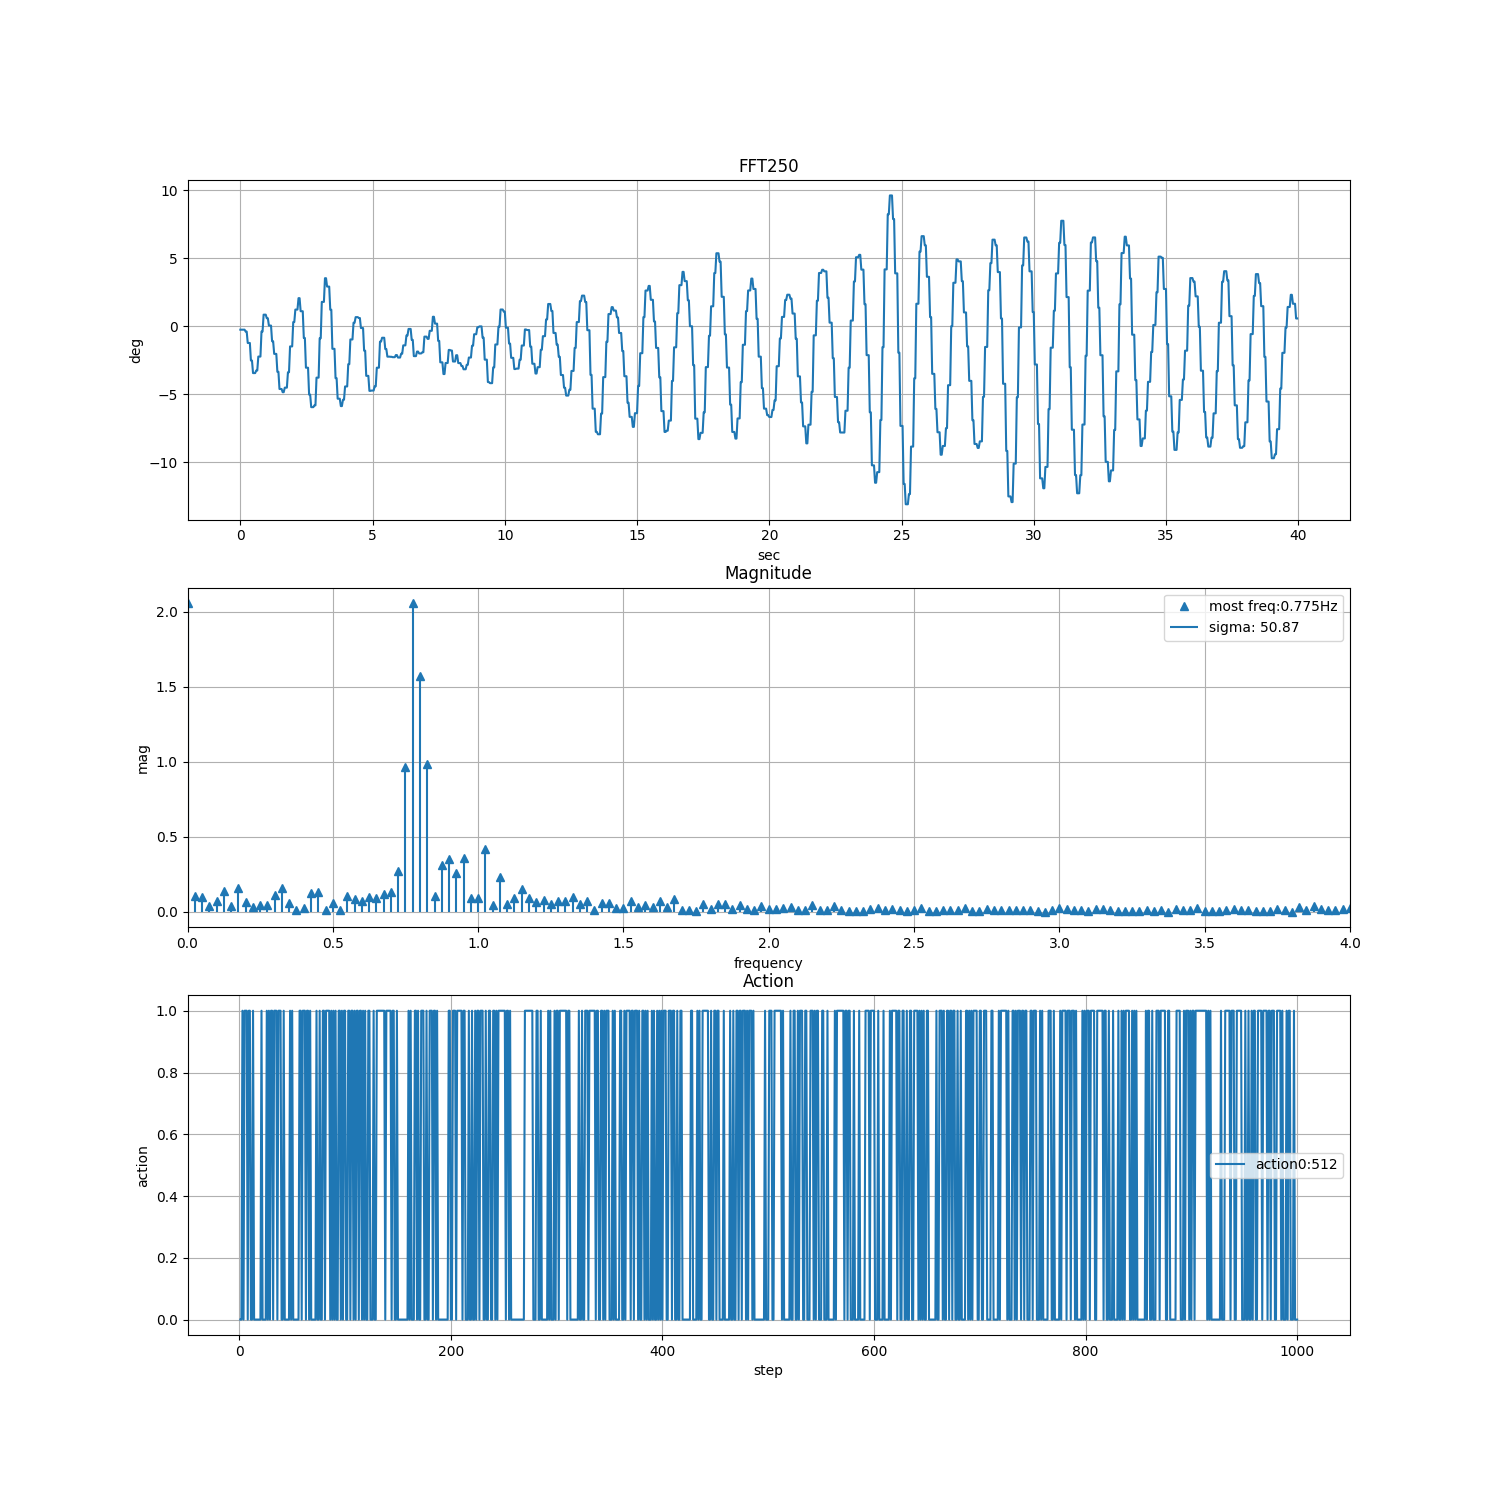 FFT250
10
5
0
−5
−10
deg
0 5 10 15 20 25 30 35 40
sec
Magnitude
2.0
1.5
1.0
0.5
0.0
mag
most freq:0.775Hz
sigma: 50.87
0.0 0.5 1.0 1.5 2.0 2.5 3.0 3.5 4.0
frequency
Action
1.0
0.8
0.6
0.4
0.2
0.0
action
action0:512
0 200 400 600 800 1000
step